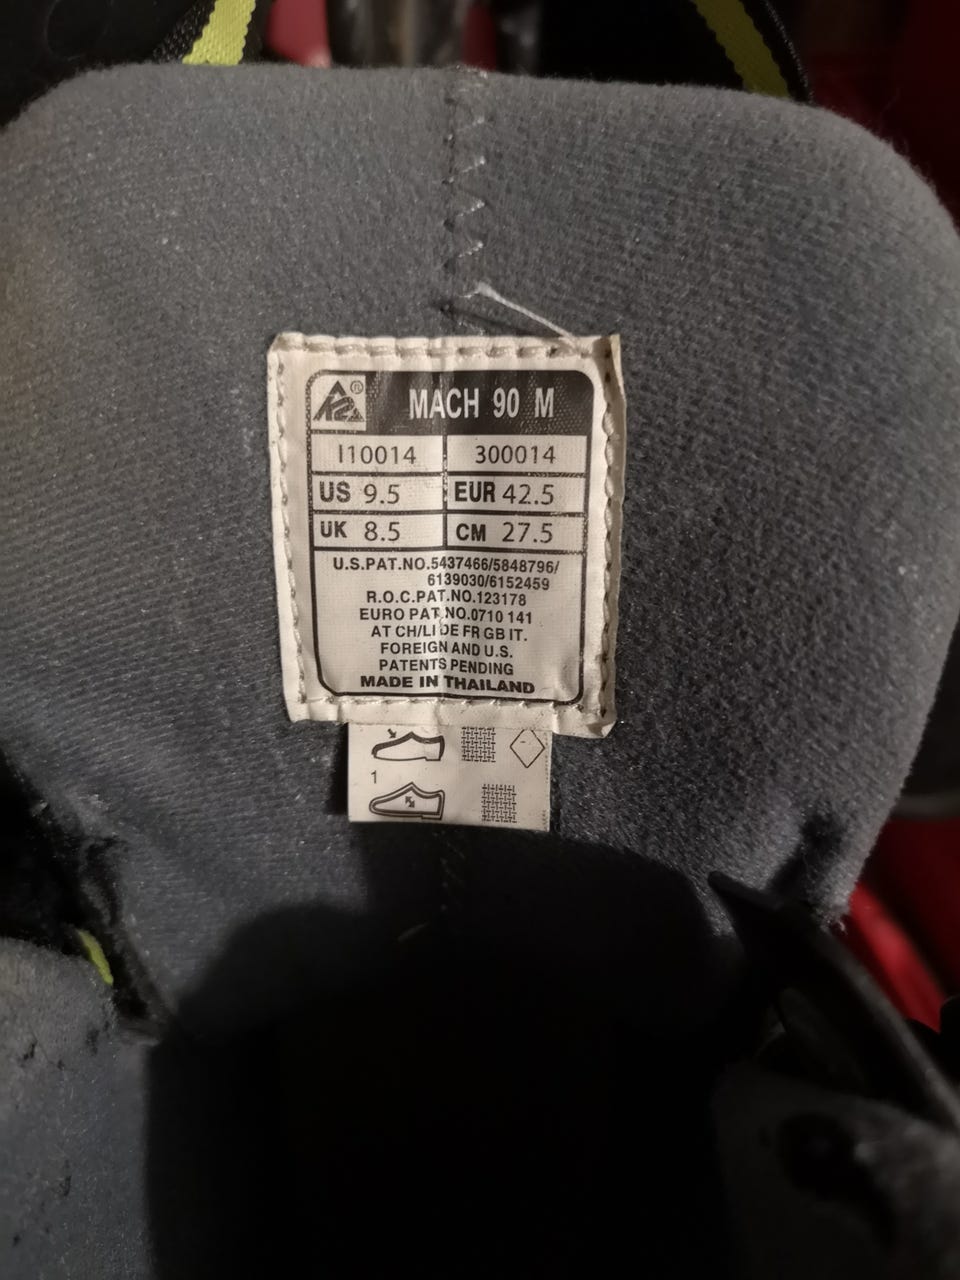 K2 ® MACH 90 M
I10014 300014
US 9.5 EUR 42.5
UK 8.5 CM 27.5
U.S.PAT.NO.5437466/5848796/
6139030/6152459
R.O.C.PAT.NO.123178
EURO PAT.NO.0710 141
AT CH/LI DE FR GB IT.
FOREIGN AND U.S.
PATENTS PENDING
MADE IN THAILAND
1